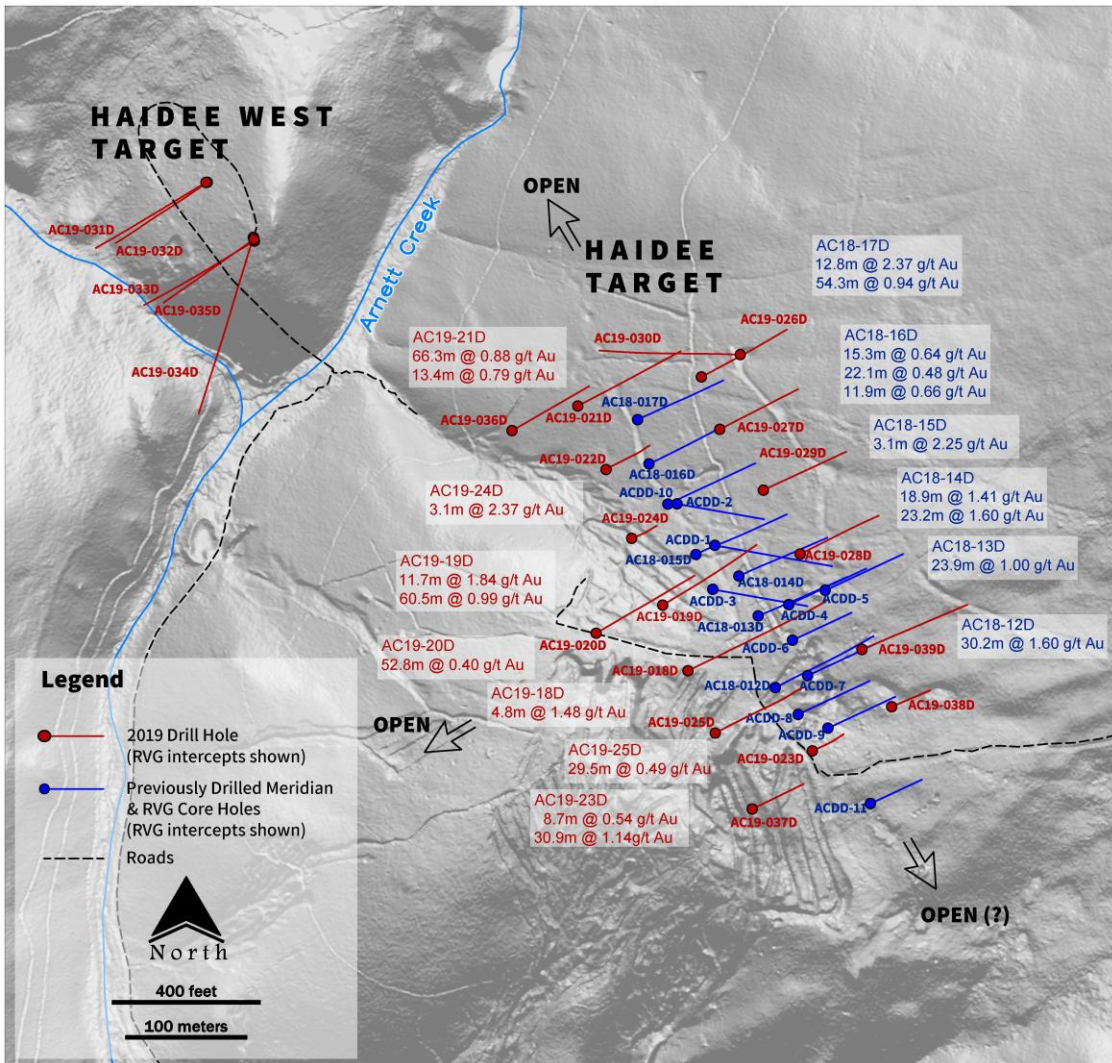 HAIDEE WEST
TARGET
AC19-031D
AC19-032D
AC19-033D
AC19-035D
AC19-034D
Arnett Creek
OPEN
HAIDEE
TARGET
AC18-17D
12.8m @ 2.37 g/t Au
54.3m @ 0.94 g/t Au
AC19-026D
AC19-030D
AC19-21D
66.3m @ 0.88 g/t Au
13.4m @ 0.79 g/t Au
AC18-16D
15.3m @ 0.64 g/t Au
22.1m @ 0.48 g/t Au
11.9m @ 0.66 g/t Au
AC18-017D
AC19-036D
AC19-021D
AC19-027D
AC18-15D
3.1m @ 2.25 g/t Au
AC19-022D
AC18-016D
AC19-029D
AC18-14D
18.9m @ 1.41 g/t Au
23.2m @ 1.60 g/t Au
AC19-24D
3.1m @ 2.37 g/t Au
ACDD-10
ACDD-2
AC19-024D
ACDD-1
AC18-015D
AC19-028D
AC18-13D
23.9m @ 1.00 g/t Au
AC19-19D
11.7m @ 1.84 g/t Au
60.5m @ 0.99 g/t Au
AC18-014D
ACDD-3
ACDD-5
ACDD-4
AC19-019D
AC18-013D
AC18-12D
30.2m @ 1.60 g/t Au
AC19-020D
ACDD-6
AC19-039D
AC19-20D
52.8m @ 0.40 g/t Au
AC19-018D
AC18-012D
ACDD-7
AC19-18D
4.8m @ 1.48 g/t Au
AC19-038D
ACDD-8
AC19-025D
ACDD-9
OPEN
AC19-25D
29.5m @ 0.49 g/t Au
AC19-023D
AC19-23D
8.7m @ 0.54 g/t Au
30.9m @ 1.14g/t Au
AC19-037D
ACDD-11
OPEN (?)
Legend
2019 Drill Hole
(RVG intercepts shown)
Previously Drilled Meridian
& RVG Core Holes
(RVG intercepts shown)
Roads
North
400 feet
100 meters